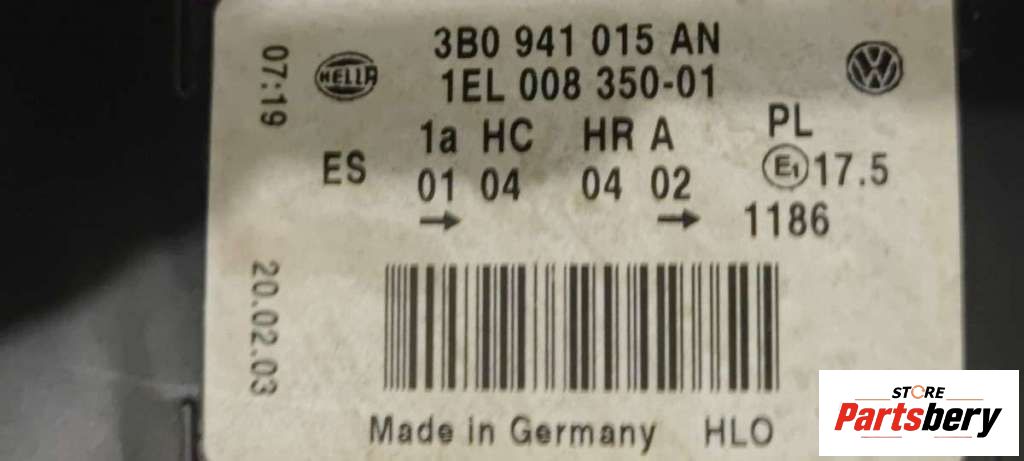 3B0 941 015 AN
HELLA
1EL 008 350-01
07:19
1a HC HR A PL
ES
01 04 04 02 E1 17.5
1186
20.02.03
Made in Germany HLO
STORE
Partsbery